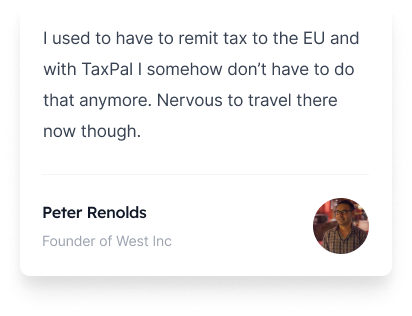 I used to have to remit tax to the EU and
with TaxPal I somehow don’t have to do
that anymore. Nervous to travel there
now though.
Peter Renolds
Founder of West Inc